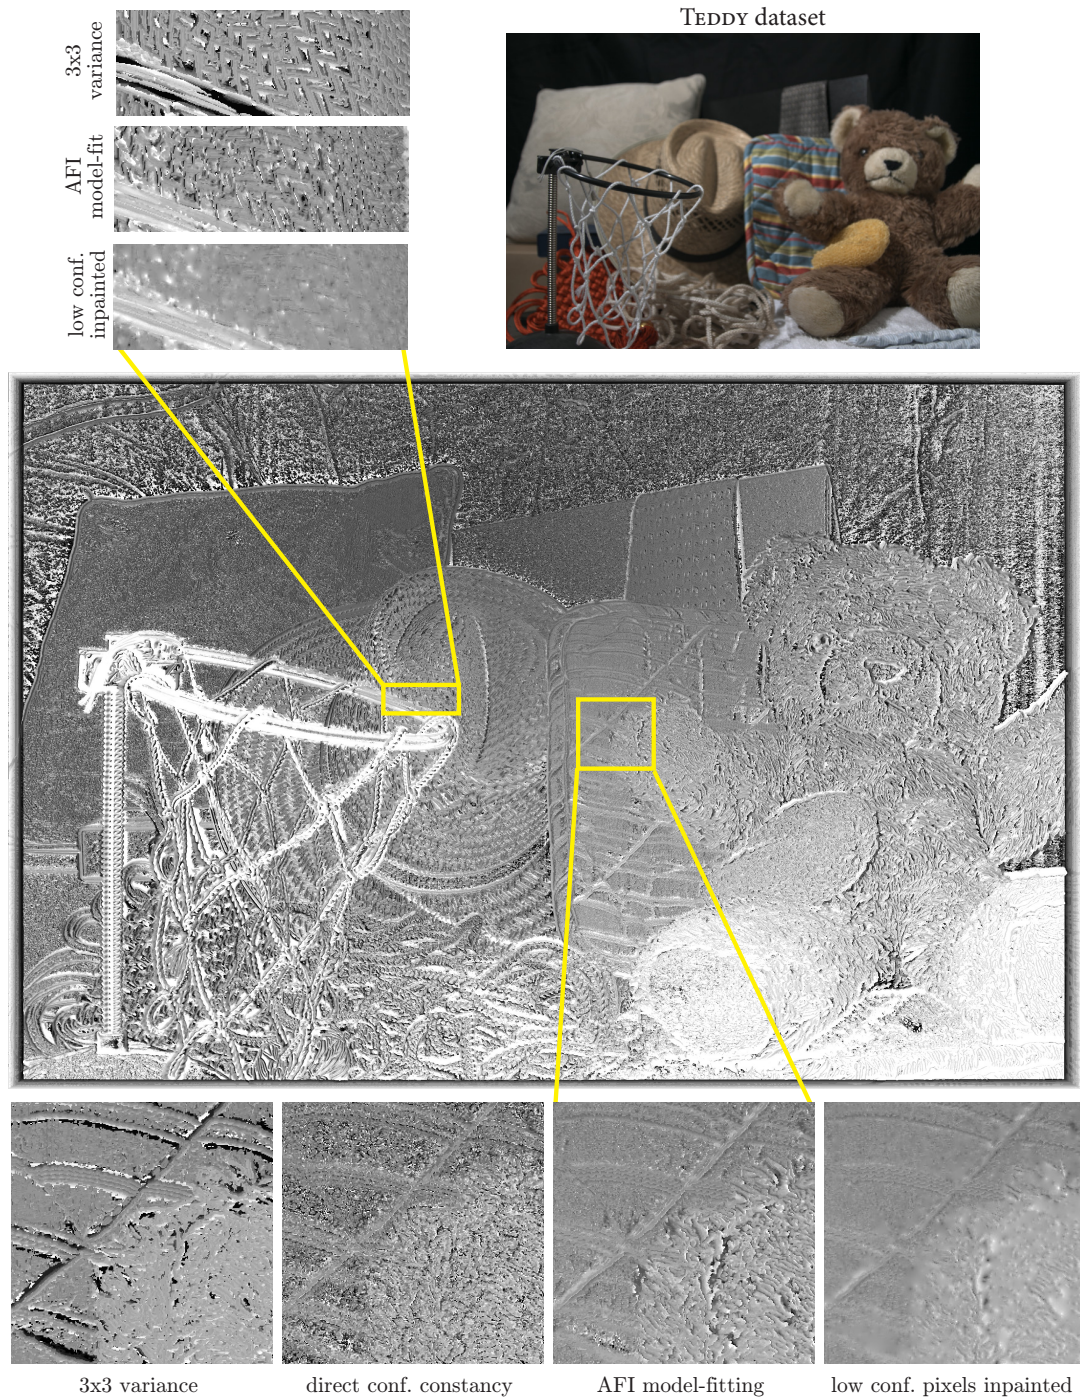 3x3
variance
AFI
model-fit
low conf.
inpainted
TEDDY dataset
3x3 variance
direct conf. constancy
AFI model-fitting
low conf. pixels inpainted